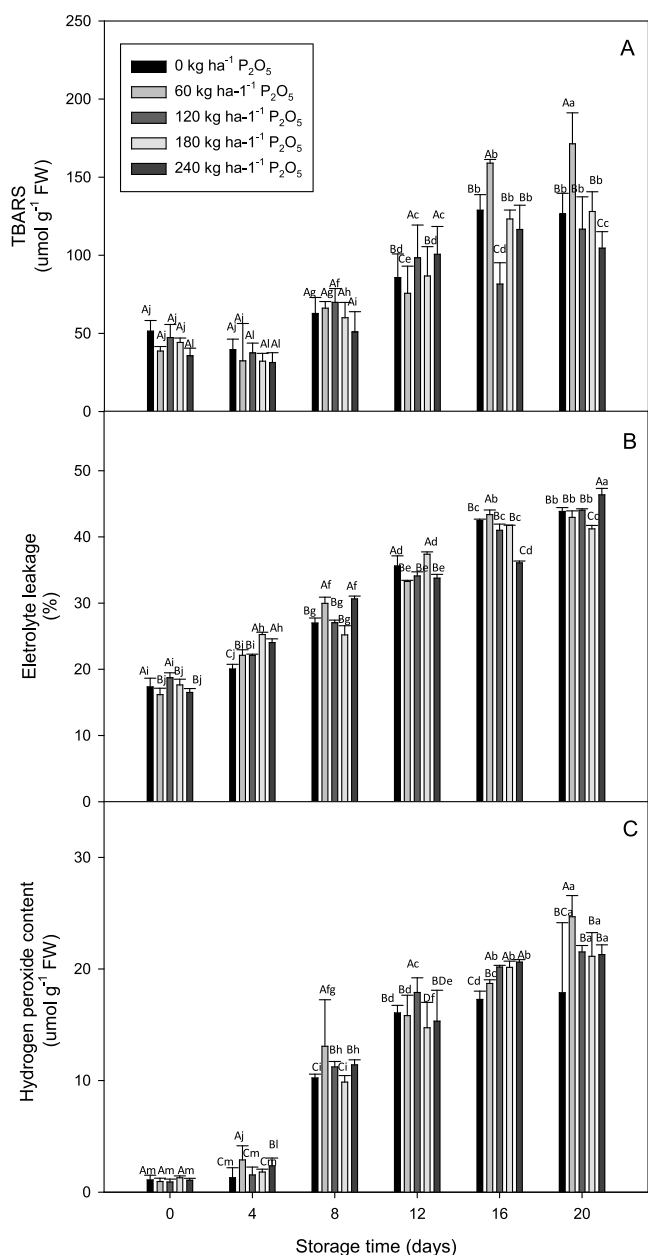 A
0 kg ha⁻¹ P₂O₅
60 kg ha-1⁻¹ P₂O₅
120 kg ha-1⁻¹ P₂O₅
180 kg ha-1⁻¹ P₂O₅
240 kg ha-1⁻¹ P₂O₅
TBARS
(umol g⁻¹ FW)
250
200
150
100
50
0
Aj Aj Aj Aj Al
Aj Aj Al Al Al
Ag Ag Af Ah Ai
Bd Ce Ac Bd Ac
Bb Ab Cd Bb Bb
Bb Aa Bb Bb Cc
B
Eletrolyte leakage
(%)
50
40
30
20
10
0
Ai Bj Ai Bj Bj
Cj Bi Bi Ah Ah
Bg Af Bg Bg Af
Ad Be Be Ad Be
Bc Ab Bc Bc Cd
Bb Bb Bb Cc Aa
C
Hydrogen peroxide content
(umol g⁻¹ FW)
30
20
10
0
Am Am Am
Cm Aj Cm Cm Bl
Ci Afg Bh Ci Bh
Bd Bd Ac Df BDe
Cd Bc Ab Ab Ab
BCa Aa Ba Ba Ba
0 4 8 12 16 20
Storage time (days)